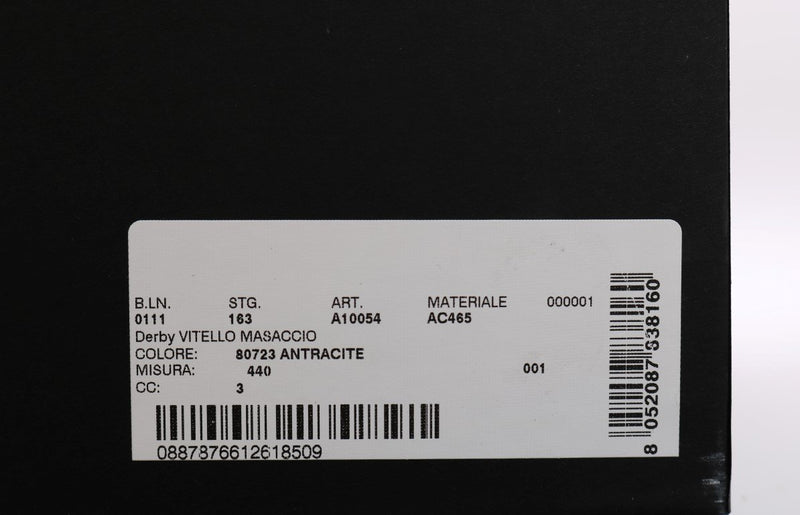 B.LN. STG. ART. MATERIALE 000001
0111 163 A10054 AC465
Derby VITELLO MASACCIO
COLORE: 80723 ANTRACITE
MISURA: 440 001
CC: 3
0887876612618509
8 052087 338160